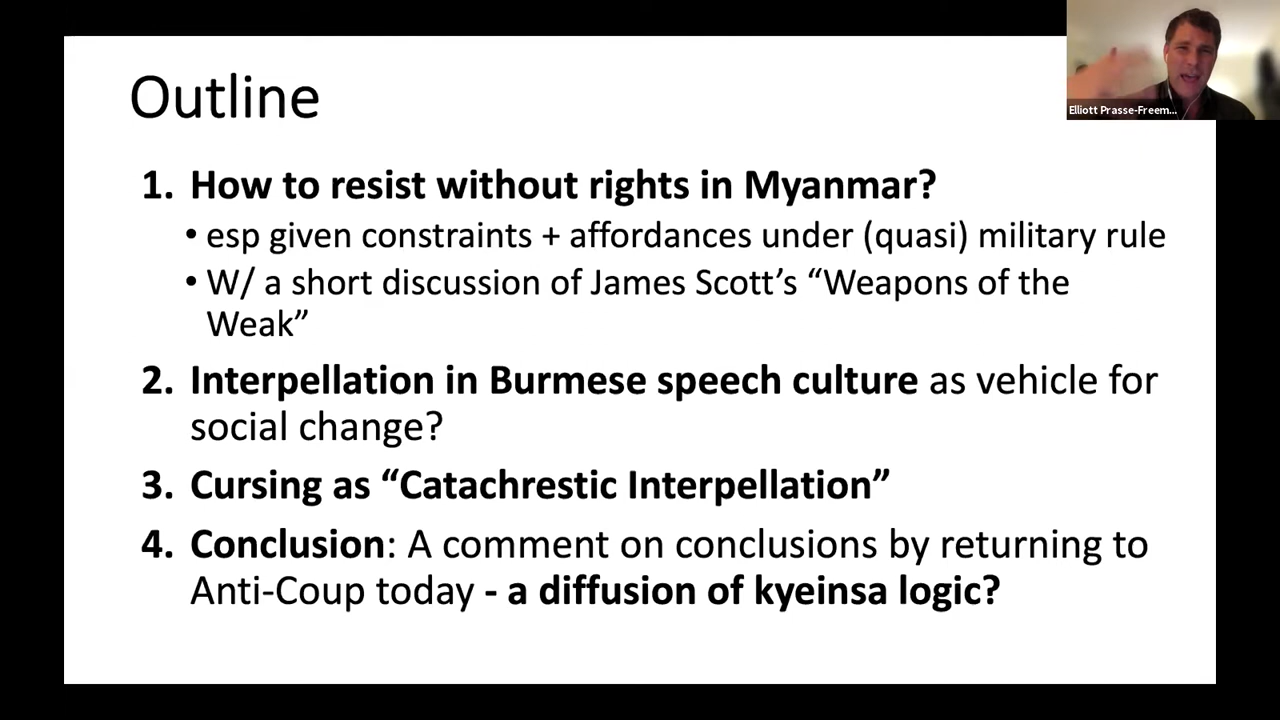 Outline
Elliott Prasse-Freem...
1. How to resist without rights in Myanmar?
• esp given constraints + affordances under (quasi) military rule
• W/ a short discussion of James Scott’s “Weapons of the
Weak”
2. Interpellation in Burmese speech culture as vehicle for
social change?
3. Cursing as “Catachrestic Interpellation”
4. Conclusion: A comment on conclusions by returning to
Anti-Coup today - a diffusion of kyeinsa logic?